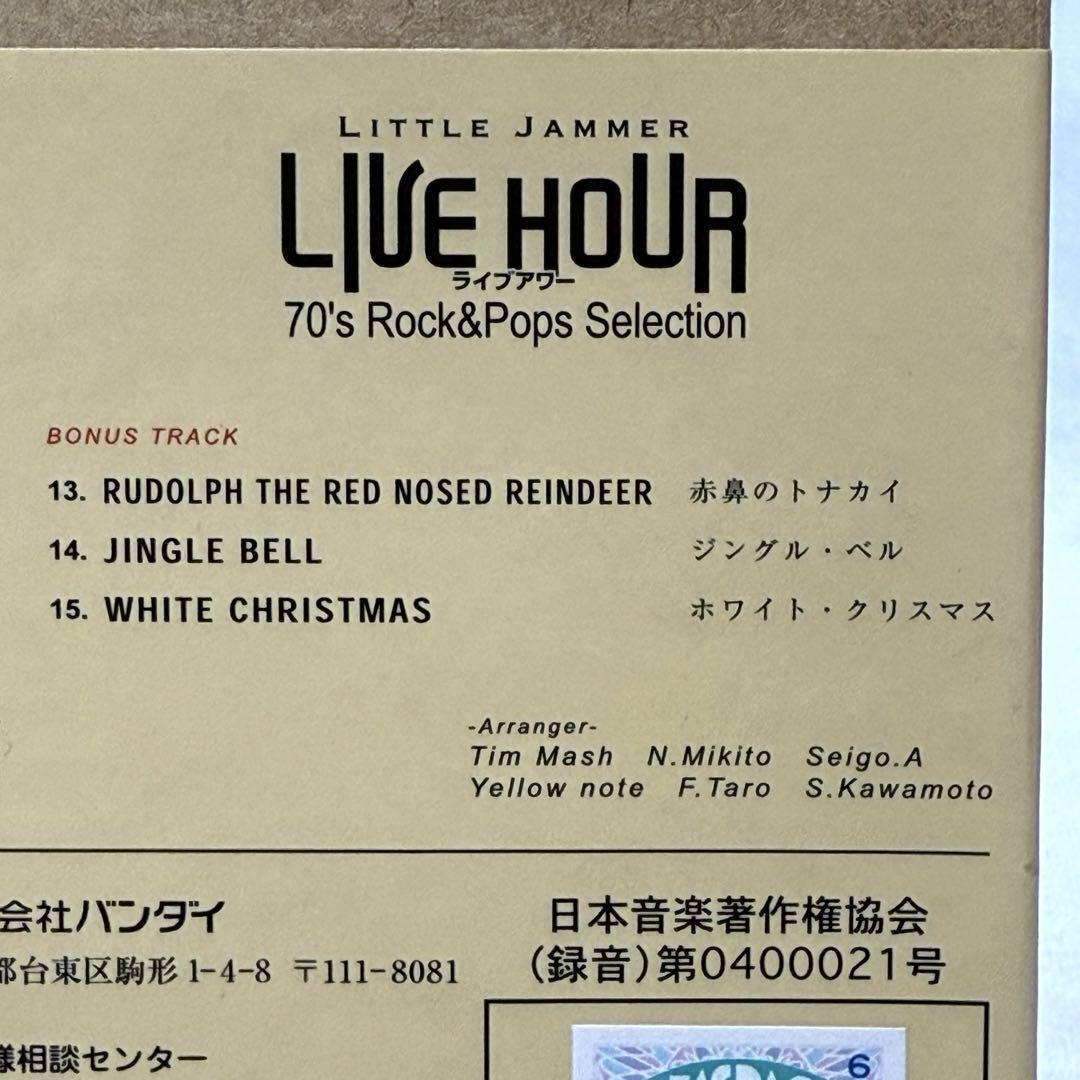 LITTLE JAMMER
LIVE HOUR
ライブアワー
70's Rock&Pops Selection
BONUS TRACK
13. RUDOLPH THE RED NOSED REINDEER 赤鼻のトナカイ
14. JINGLE BELL ジングル・ベル
15. WHITE CHRISTMAS ホワイト・クリスマス
-Arranger-
Tim Mash N.Mikito Seigo.A
Yellow note F.Taro S.Kawamoto
会社バンダイ
部台東区駒形1-4-8 〒111-8081
様相談センター
日本音楽著作権協会
(録音)第0400021号
6